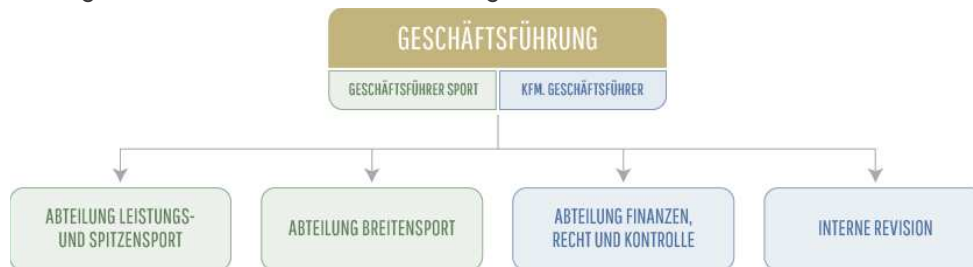 GESCHÄFTSFÜHRUNG
GESCHÄFTSFÜHRER SPORT
KFM. GESCHÄFTSFÜHRER
ABTEILUNG LEISTUNGS-
UND SPITZENSPORT
ABTEILUNG BREITENSPORT
ABTEILUNG FINANZEN,
RECHT UND KONTROLLE
INTERNE REVISION